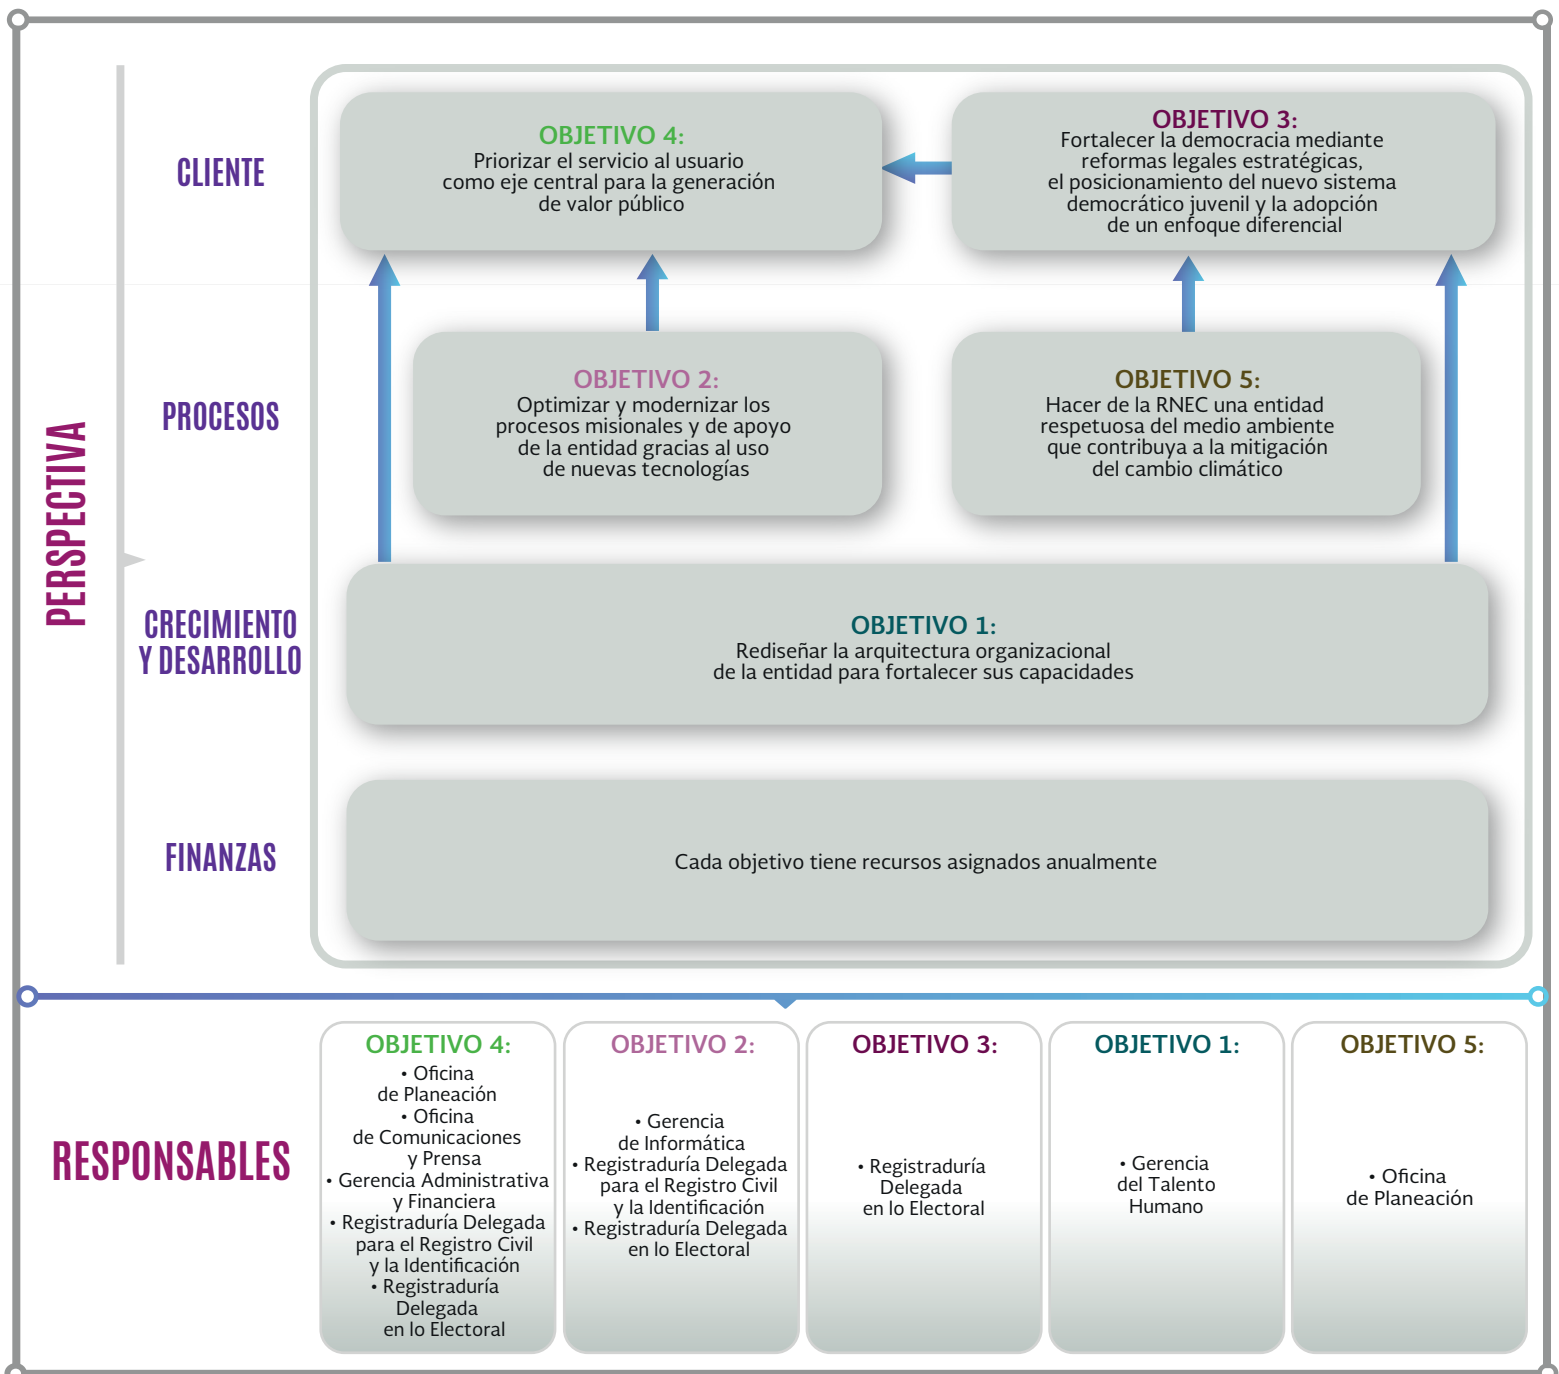 PERSPECTIVA
CLIENTE
OBJETIVO 4:
Priorizar el servicio al usuario
como eje central para la generación
de valor público
OBJETIVO 3:
Fortalecer la democracia mediante
reformas legales estratégicas,
el posicionamiento del nuevo sistema
democrático juvenil y la adopción
de un enfoque diferencial
PROCESOS
OBJETIVO 2:
Optimizar y modernizar los
procesos misionales y de apoyo
de la entidad gracias al uso
de nuevas tecnologías
OBJETIVO 5:
Hacer de la RNEC una entidad
respetuosa del medio ambiente
que contribuya a la mitigación
del cambio climático
CRECIMIENTO
Y DESARROLLO
OBJETIVO 1:
Rediseñar la arquitectura organizacional
de la entidad para fortalecer sus capacidades
FINANZAS
Cada objetivo tiene recursos asignados anualmente
RESPONSABLES
OBJETIVO 4:
• Oficina
de Planeación
• Oficina
de Comunicaciones
y Prensa
• Gerencia Administrativa
y Financiera
• Registraduría Delegada
para el Registro Civil
y la Identificación
• Registraduría
Delegada
en lo Electoral
OBJETIVO 2:
• Gerencia
de Informática
• Registraduría Delegada
para el Registro Civil
y la Identificación
• Registraduría Delegada
en lo Electoral
OBJETIVO 3:
• Registraduría
Delegada
en lo Electoral
OBJETIVO 1:
• Gerencia
del Talento
Humano
OBJETIVO 5:
• Oficina
de Planeación